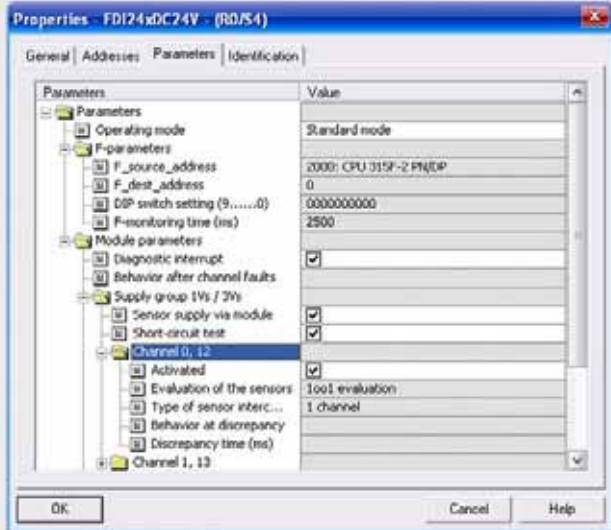 Properties - FDI24xDC24V - (R0/S4)
General Addresses Parameters Identification
Parameters Value
Parameters
Operating mode Standard mode
F-parameters
F_source_address 2000: CPU 315F-2 PN/DP
F_dest_address 0
DIP switch setting (9......0) 0000000000
F-monitoring time (ms) 2500
Module parameters
Diagnostic interrupt
Behavior after channel faults
Supply group 1Vs / 3Vs
Sensor supply via module
Short-circuit test
Channel 0, 12
Activated
Evaluation of the sensors 1oo1 evaluation
Type of sensor interc... 1 channel
Behavior at discrepancy
Discrepancy time (ms)
Channel 1, 13
OK Cancel Help